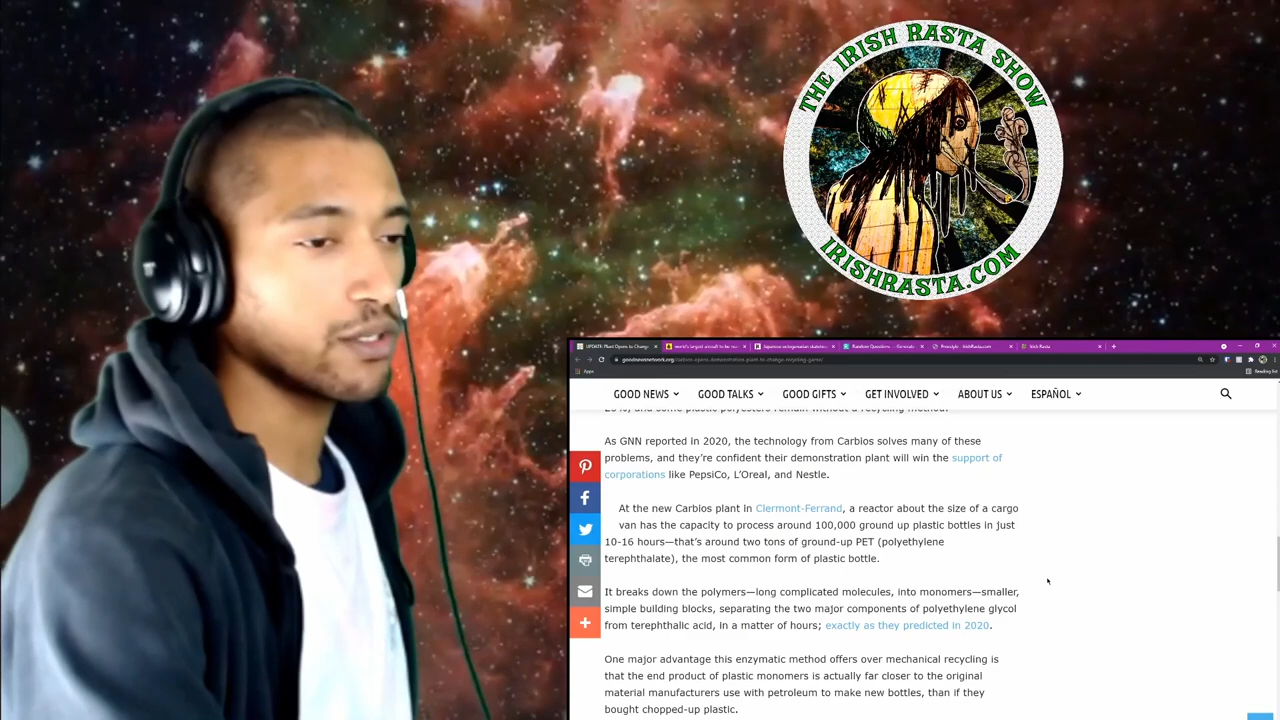 THE IRISH RASTA SHOW
IRISHRASTA.COM
GOOD NEWS
GOOD TALKS
GOOD GIFTS
GET INVOLVED
ABOUT US
ESPAÑOL
As GNN reported in 2020, the technology from Carbios solves many of these
problems, and they're confident their demonstration plant will win the support of
corporations like PepsiCo, L'Oreal, and Nestle.
At the new Carbios plant in Clermont-Ferrand, a reactor about the size of a cargo
van has the capacity to process around 100,000 ground up plastic bottles in just
10-16 hours—that's around two tons of ground-up PET (polyethylene
terephthalate), the most common form of plastic bottle.
It breaks down the polymers—long complicated molecules, into monomers—smaller,
simple building blocks, separating the two major components of polyethylene glycol
from terephthalic acid, in a matter of hours; exactly as they predicted in 2020.
One major advantage this enzymatic method offers over mechanical recycling is
that the end product of plastic monomers is actually far closer to the original
material manufacturers use with petroleum to make new bottles, than if they
bought chopped-up plastic.